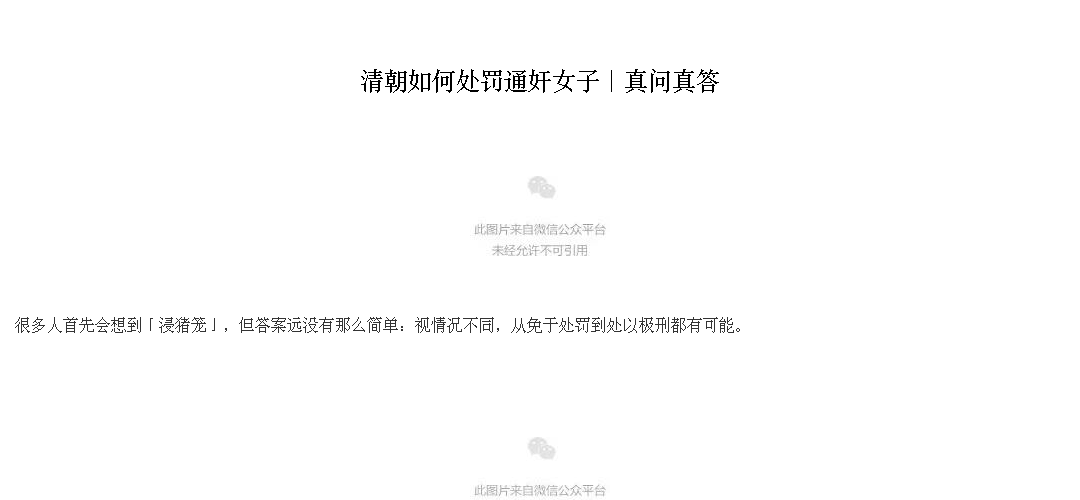 清朝如何处罚通奸女子｜真问真答
此图片来自微信公众平台
未经允许不可引用
很多人首先会想到「浸猪笼」，但答案远没有那么简单：视情况不同，从免于处罚到处以极刑都有可能。
此图片来自微信公众平台